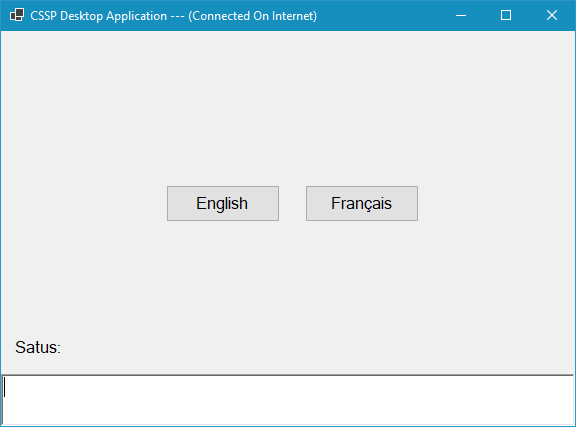 CSSP Desktop Application --- (Connected On Internet)
English Français
Satus: